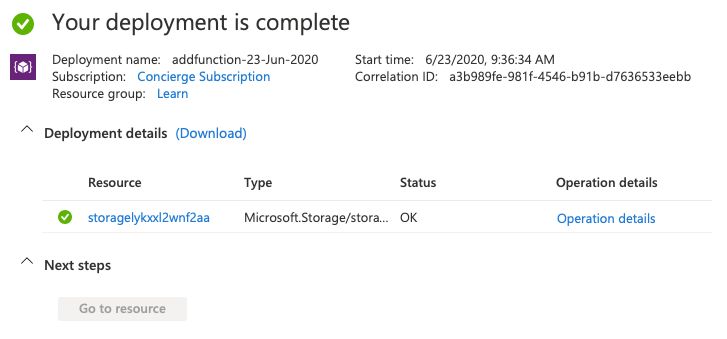 Your deployment is complete
Deployment name: addfunction-23-Jun-2020 Start time: 6/23/2020, 9:36:34 AM
Subscription: Concierge Subscription Correlation ID: a3b989fe-981f-4546-b91b-d7636533eebb
Resource group: Learn
Deployment details (Download)
Resource Type Status Operation details
storagelykxxl2wnf2aa Microsoft.Storage/stora... OK Operation details
Next steps
Go to resource